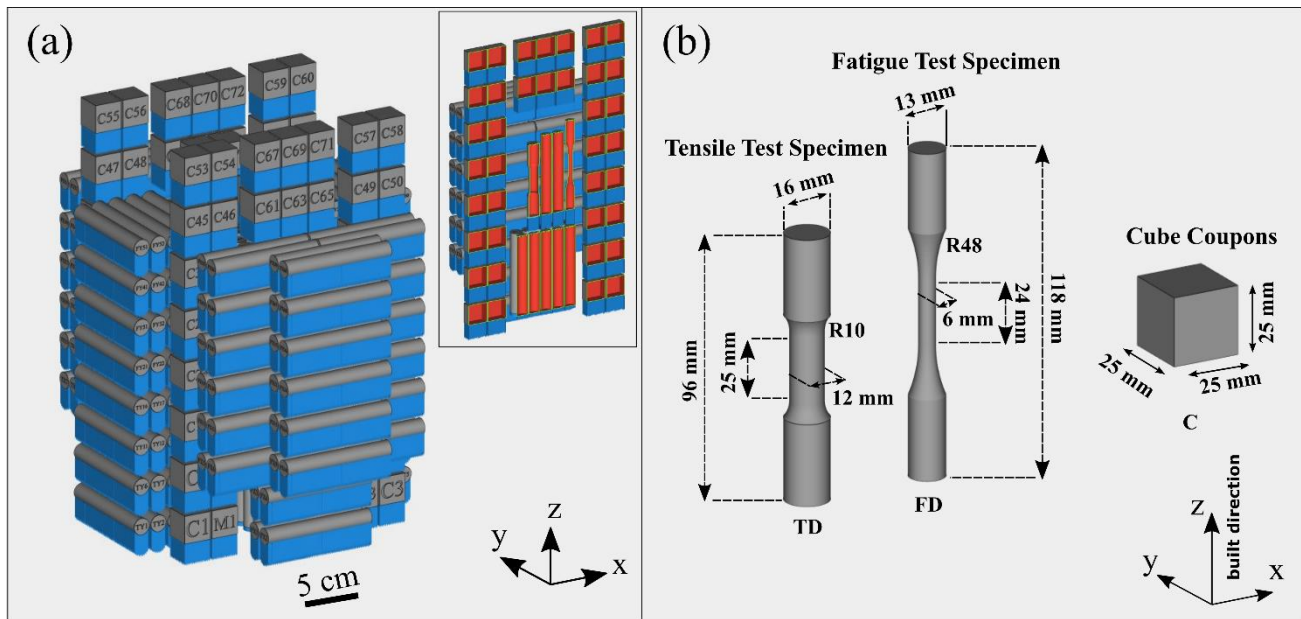 (a)
C59 C60
C68 C70 C72
C55 C56
C57 C58
C67 C69 C71
C53 C54
C47 C48
C49 C50
C61 C63 C65
C45 C46
TY1 TY2
C1 M1
C3
5 cm
z
y
x
(b)
Fatigue Test Specimen
13 mm
Tensile Test Specimen
16 mm
R48
Cube Coupons
118 mm
24 mm
6 mm
R10
96 mm
25 mm
12 mm
25 mm
25 mm
25 mm
C
TD
FD
z
built direction
y
x